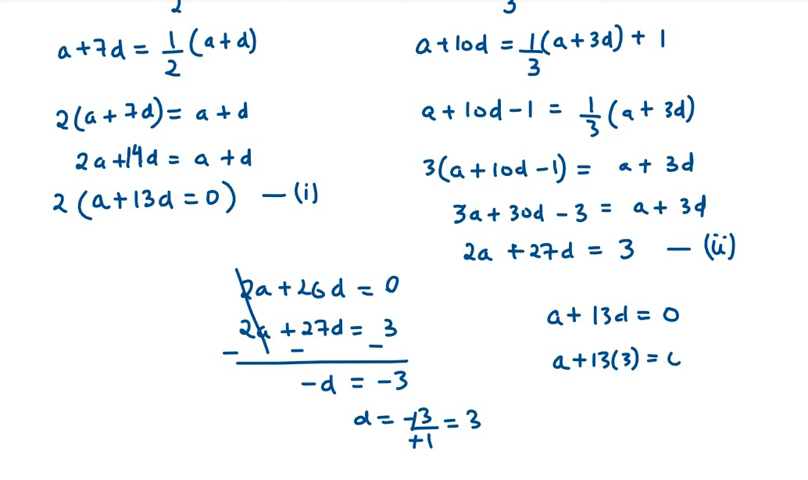 2
a+7d = 1/2 (a+d)
2(a+7d) = a+d
2a+14d = a+d
2(a+13d=0) —(i)
3
a+10d = 1/3(a+3d) + 1
a+10d-1 = 1/3(a+3d)
3(a+10d-1) = a+3d
3a+30d-3 = a+3d
2a+27d = 3 —(ii)
2a+26d = 0
2a+27d = 3
- - -
-d = -3
d = -3/+1 = 3
a+13d = 0
a+13(3) =